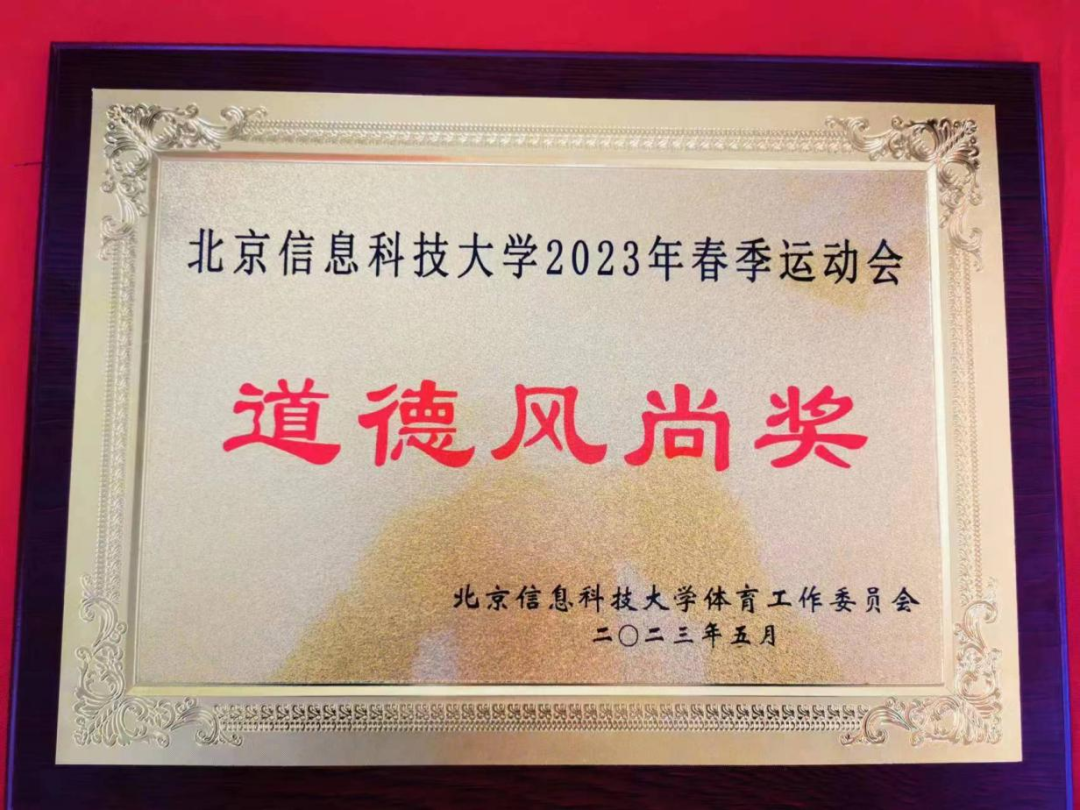 北京信息科技大学2023年春季运动会
道德风尚奖
北京信息科技大学体育工作委员会
二〇二三年五月